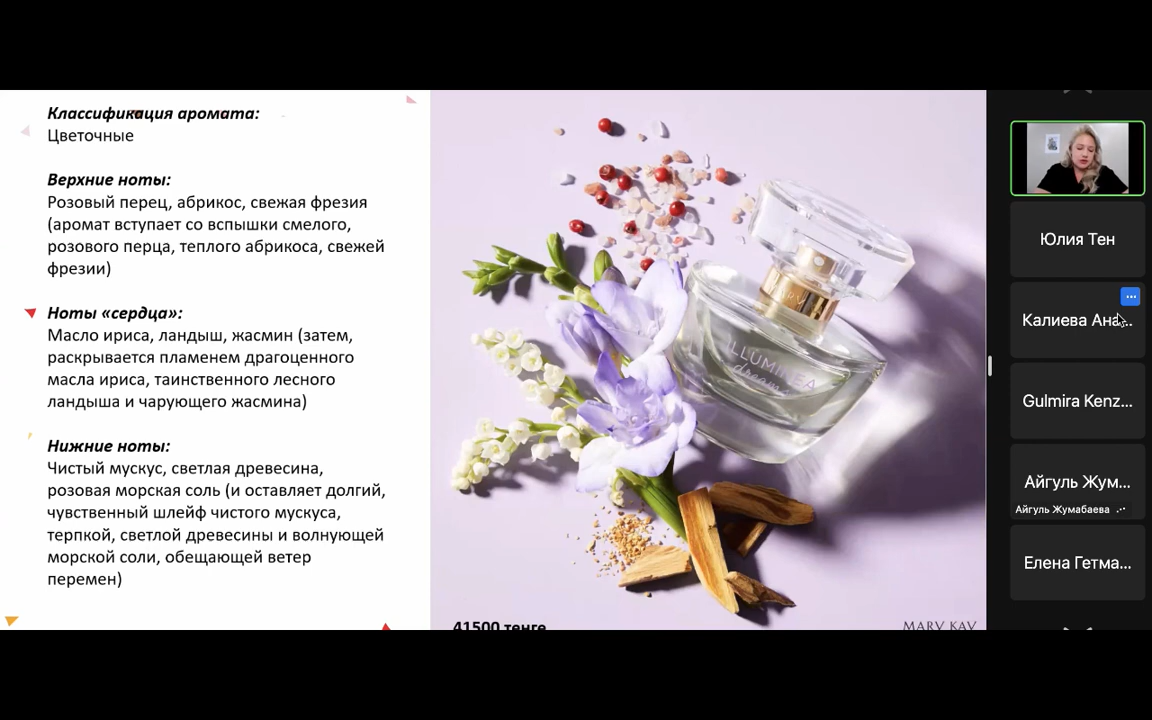 Классификация аромата:
Цветочные
Верхние ноты:
Розовый перец, абрикос, свежая фрезия
(аромат вступает со вспышки смелого,
розового перца, теплого абрикоса, свежей
фрезии)
Ноты «сердца»:
Масло ириса, ландыш, жасмин (затем,
раскрывается пламенем драгоценного
масла ириса, таинственного лесного
ландыша и чарующего жасмина)
Нижние ноты:
Чистый мускус, светлая древесина,
розовая морская соль (и оставляет долгий,
чувственный шлейф чистого мускуса,
терпкой, светлой древесины и волнующей
морской соли, обещающей ветер
перемен)
ILLUMINEA
dreams
41500 тенге
MARY KAY
Юлия Тен
Калиева Ана...
Gulmira Kenz...
Айгуль Жум...
Айгуль Жумабаева
Елена Гетма...